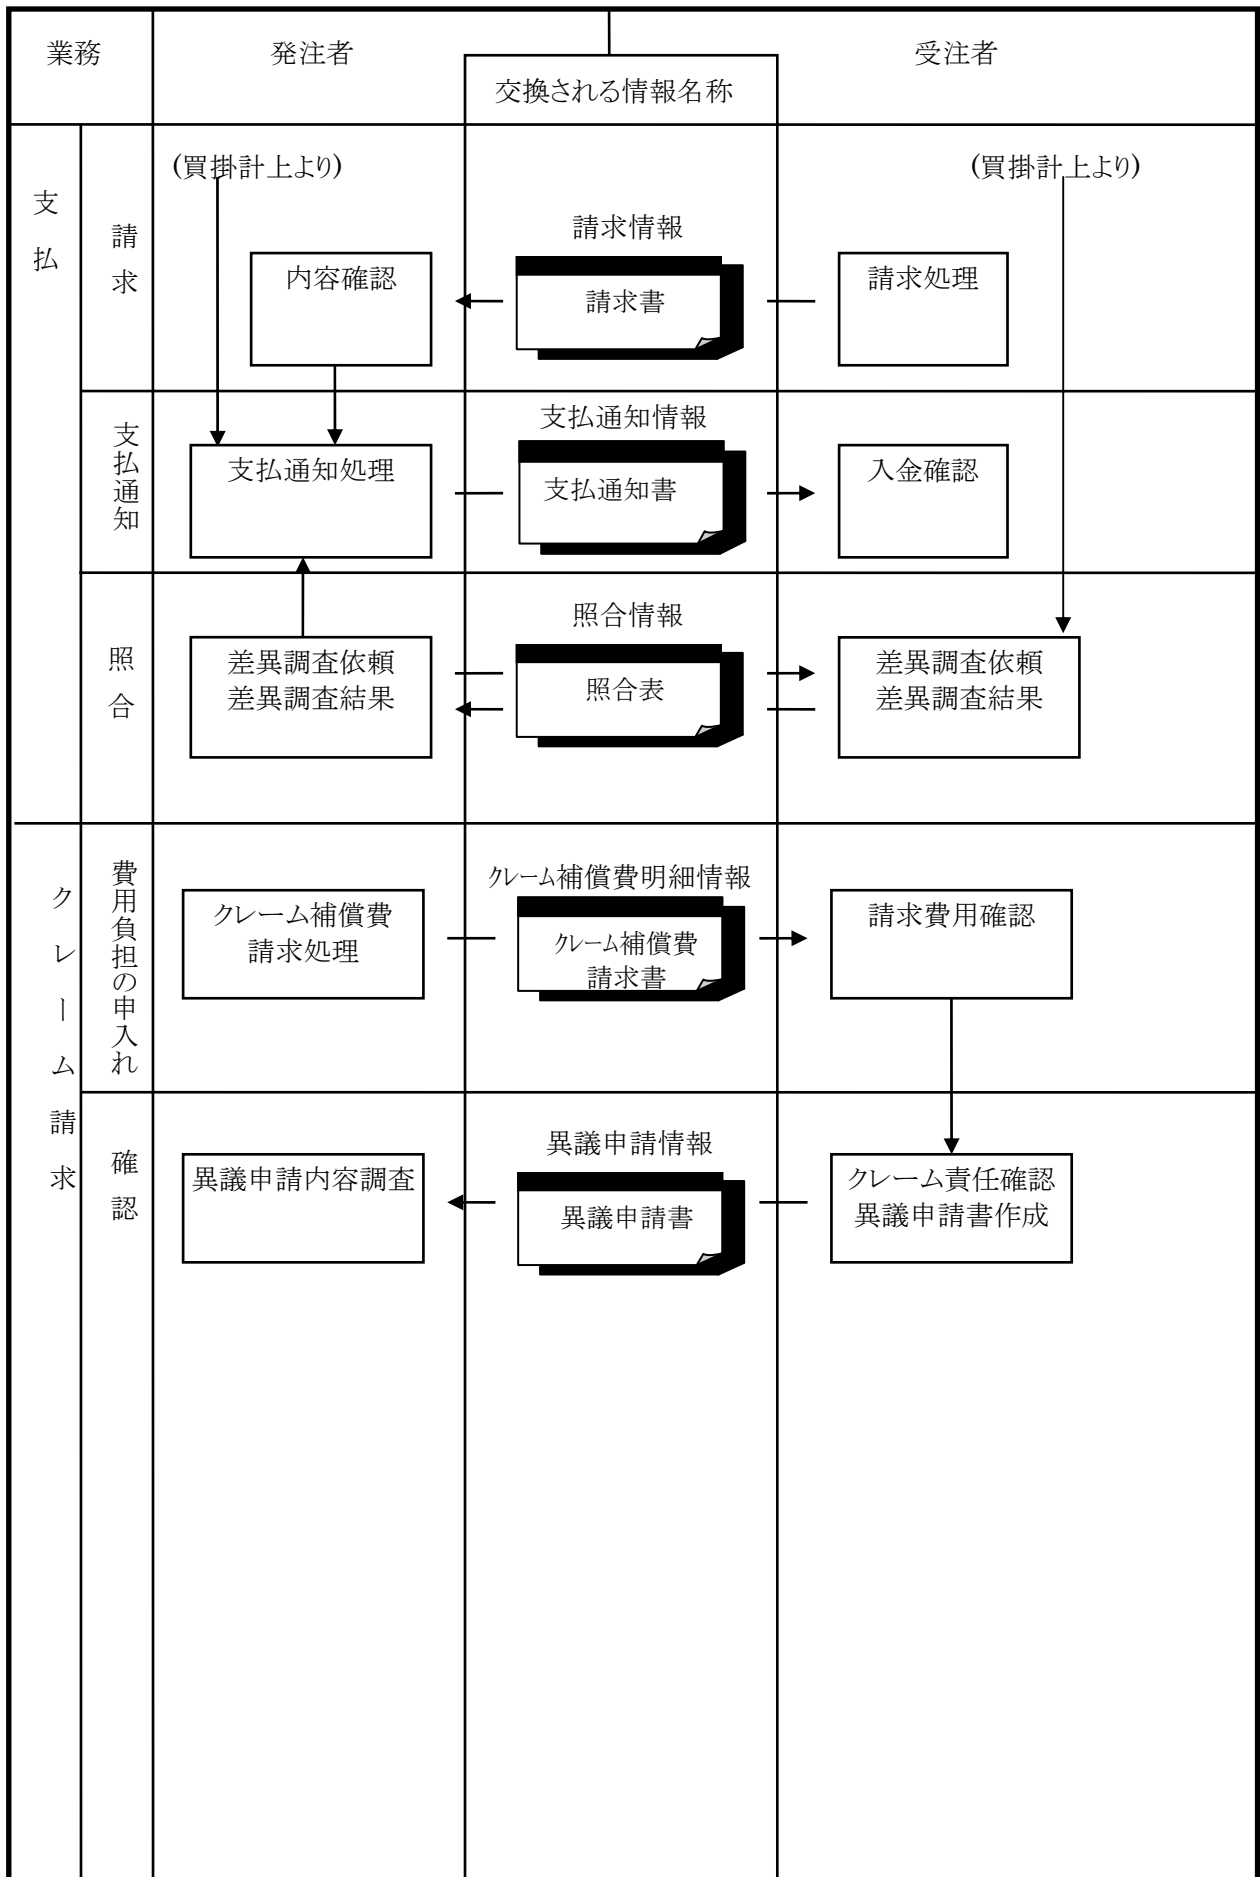 業務
発注者
受注者
交換される情報名称
支払
請求
(買掛計上より)
(買掛計上より)
請求情報
内容確認
請求書
請求処理
支払通知
支払通知情報
支払通知処理
支払通知書
入金確認
照合
照合情報
差異調査依頼
差異調査結果
照合表
差異調査依頼
差異調査結果
クレーム請求
費用負担の申入れ
クレーム補償費明細情報
クレーム補償費
請求処理
クレーム補償費
請求書
請求費用確認
確認
異議申請情報
異議申請内容調査
異議申請書
クレーム責任確認
異議申請書作成